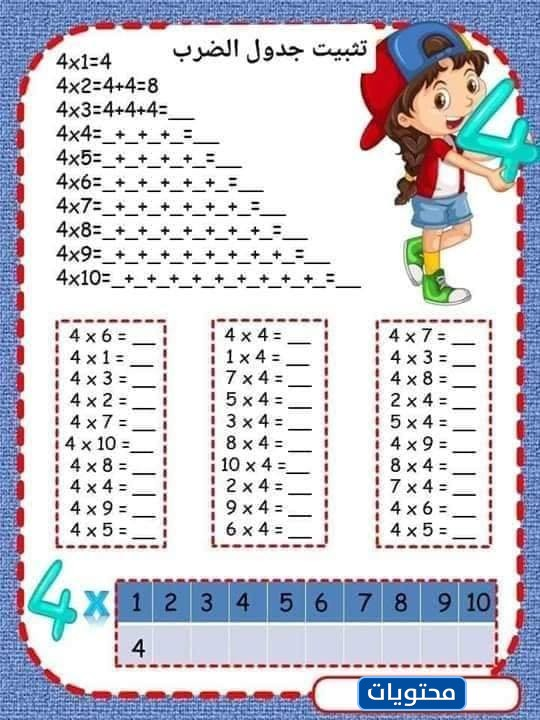 تثبيت جدول الضرب
4x1=4
4x2=4+4=8
4x3=4+4+4=__
4x4=_+_+_+_=__
4x5=_+_+_+_+_=__
4x6=_+_+_+_+_+_=__
4x7=_+_+_+_+_+_+_=__
4x8=_+_+_+_+_+_+_+_=__
4x9=_+_+_+_+_+_+_+_+_=__
4x10=_+_+_+_+_+_+_+_+_+_=__
4
4 x 6 = __
4 x 1 = __
4 x 3 = __
4 x 2 = __
4 x 7 = __
4 x 10 = __
4 x 8 = __
4 x 4 = __
4 x 9 = __
4 x 5 = __
4 x 4 = __
1 x 4 = __
7 x 4 = __
5 x 4 = __
3 x 4 = __
8 x 4 = __
10 x 4 = __
2 x 4 = __
9 x 4 = __
6 x 4 = __
4 x 7 = __
4 x 3 = __
4 x 8 = __
2 x 4 = __
5 x 4 = __
4 x 9 = __
8 x 4 = __
7 x 4 = __
4 x 6 = __
4 x 5 = __
4 x 1 2 3 4 5 6 7 8 9 10
4
محتويات